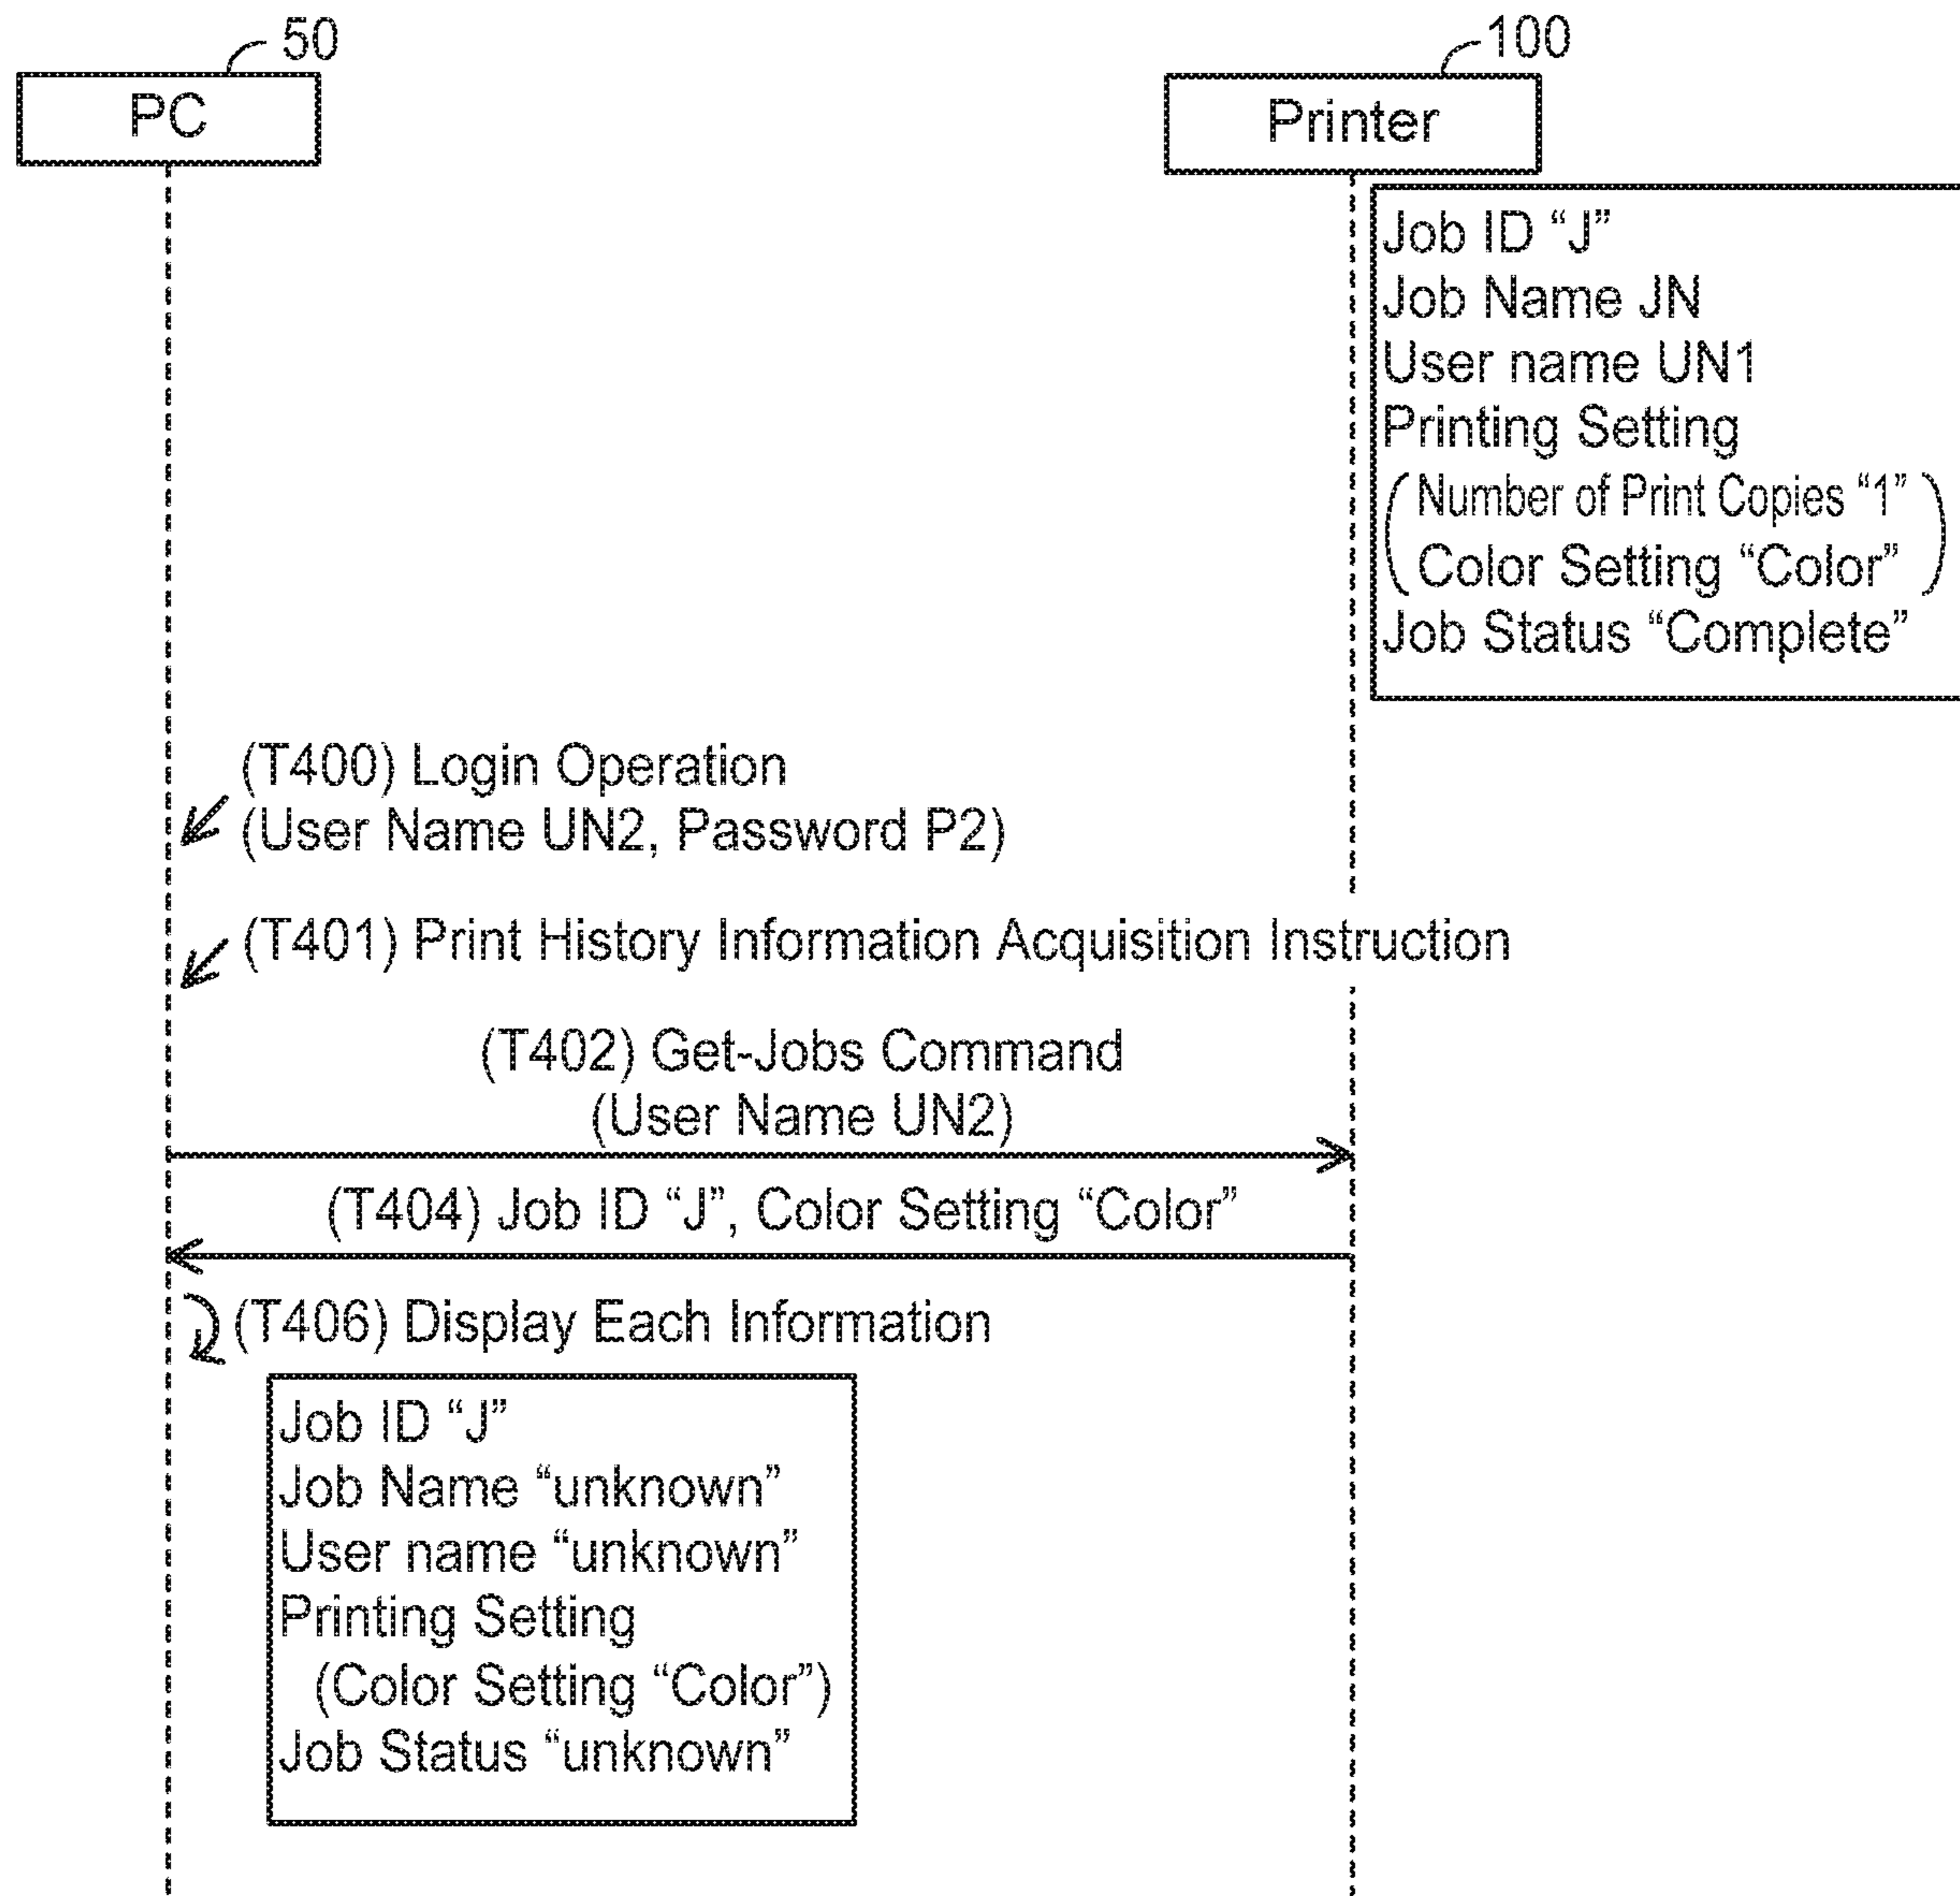 50
PC
100
Printer
Job ID “J”
Job Name JN
User name UN1
Printing Setting
(Number of Print Copies “1”
Color Setting “Color”)
Job Status “Complete”
(T400) Login Operation
(User Name UN2, Password P2)
(T401) Print History Information Acquisition Instruction
(T402) Get-Jobs Command
(User Name UN2)
(T404) Job ID “J”, Color Setting “Color”
(T406) Display Each Information
Job ID “J”
Job Name “unknown”
User name “unknown”
Printing Setting
(Color Setting “Color”)
Job Status “unknown”